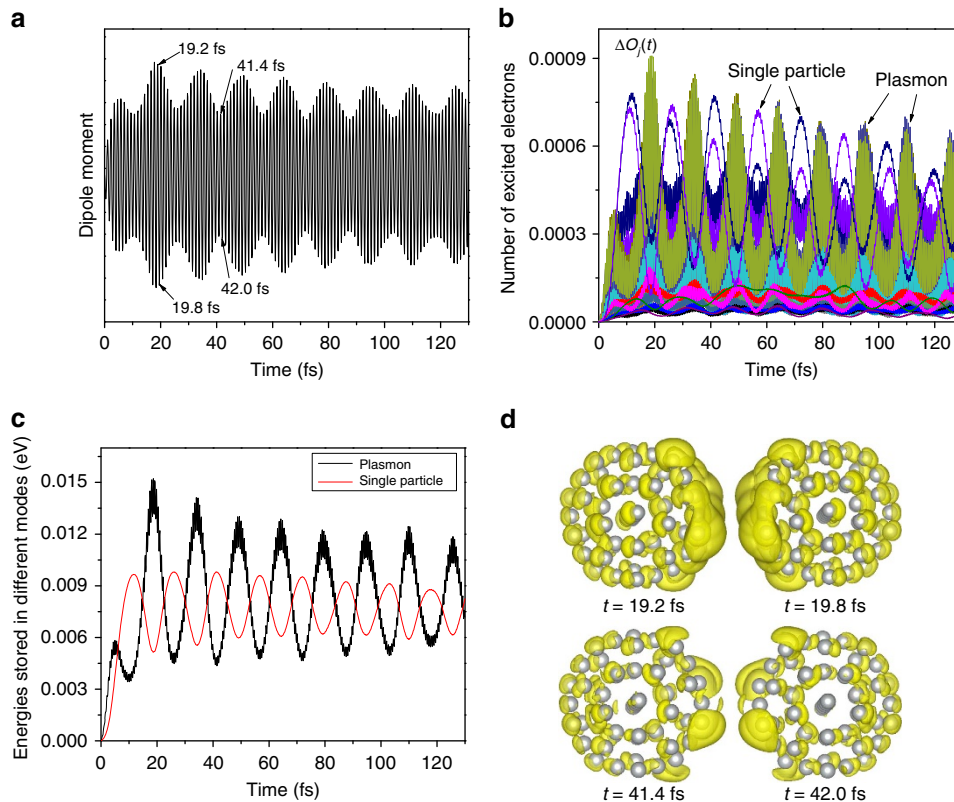 a
19.2 fs
41.4 fs
42.0 fs
19.8 fs
Dipole moment
0 20 40 60 80 100 120
Time (fs)
b
ΔOj(t)
Single particle
Plasmon
Number of excited electrons
0.0009
0.0006
0.0003
0.0000
0 20 40 60 80 100 120
Time (fs)
c
Plasmon
Single particle
Energies stored in different modes (eV)
0.015
0.012
0.009
0.006
0.003
0.000
0 20 40 60 80 100 120
Time (fs)
d
t = 19.2 fs
t = 19.8 fs
t = 41.4 fs
t = 42.0 fs